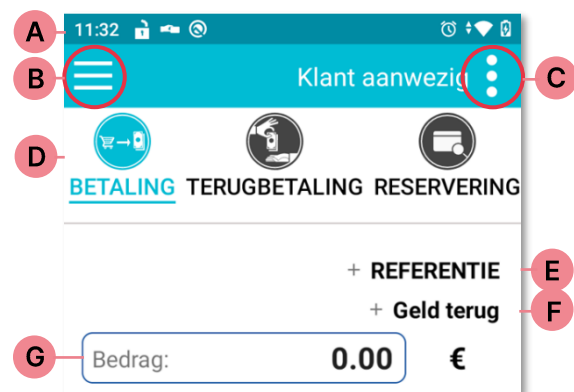 A 11:32
B Klant aanwezig C
D
BETALING TERUGBETALING RESERVERING
+ REFERENTIE E
+ Geld terug F
G Bedrag: 0.00 €